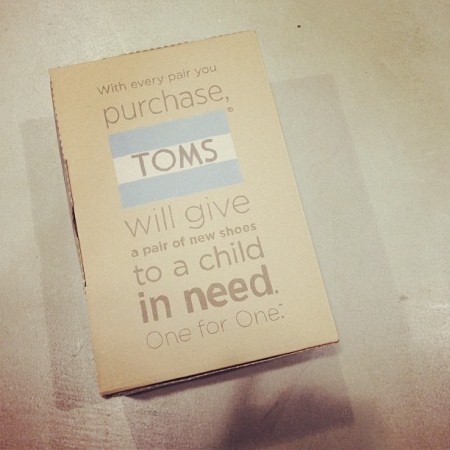 With every pair you
purchase,
TOMS®
will give
a pair of new shoes
to a child
in need.
One for One.™